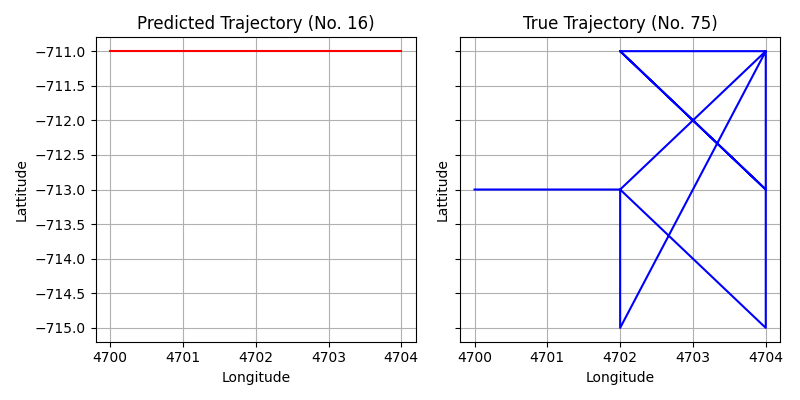 Predicted Trajectory (No. 16)
True Trajectory (No. 75)
Lattitude
−711.0
−711.5
−712.0
−712.5
−713.0
−713.5
−714.0
−714.5
−715.0
4700 4701 4702 4703 4704
Longitude
Lattitude
4700 4701 4702 4703 4704
Longitude